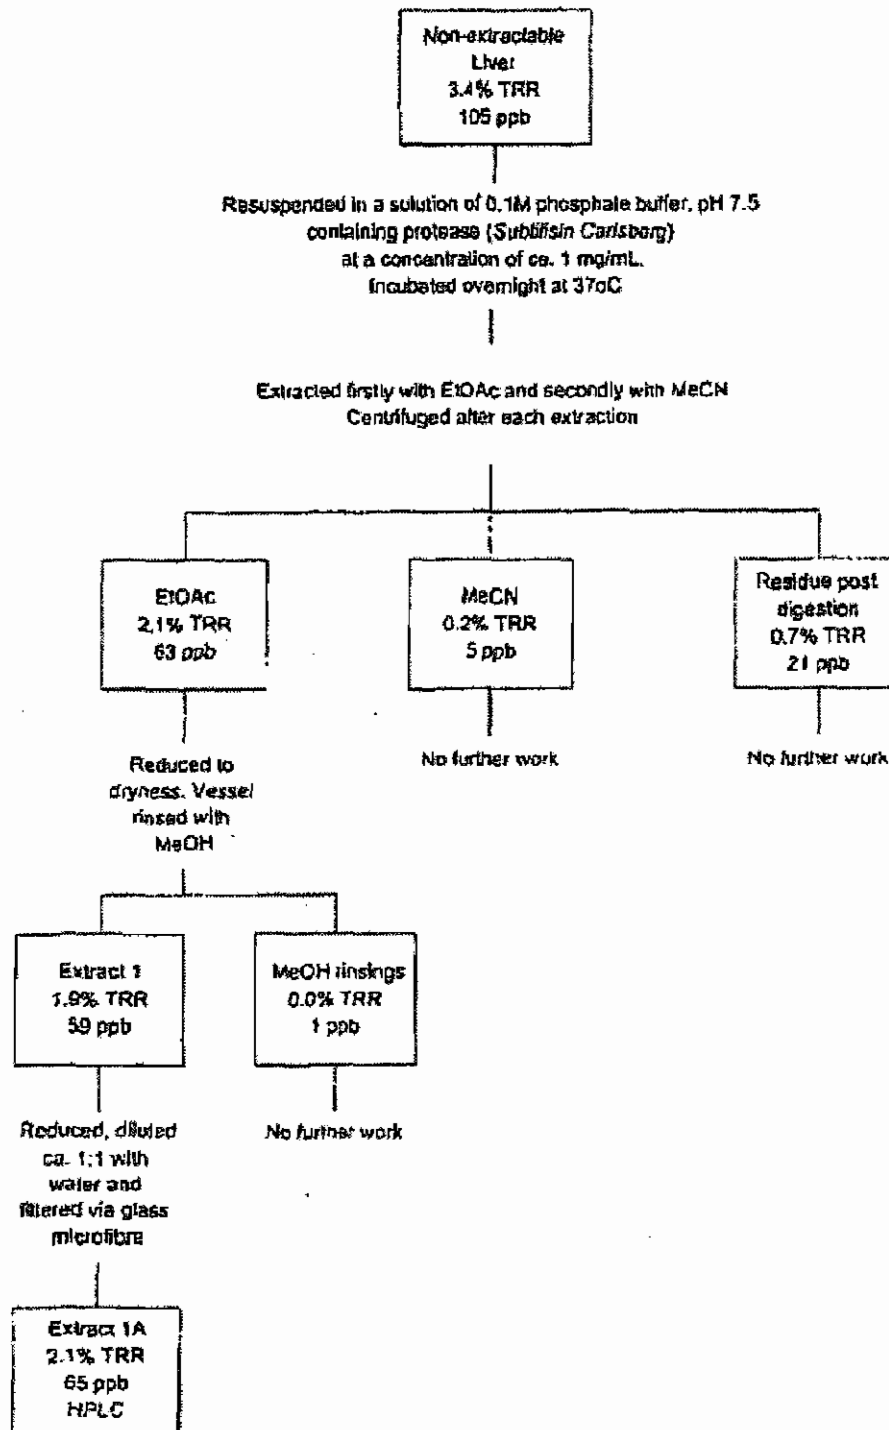 Non-extractable
Liver
3.4% TRR
105 ppb
Resuspended in a solution of 0.1M phosphate buffer, pH 7.5
containing protease (Subtilisin Carlsberg)
at a concentration of ca. 1 mg/mL.
Incubated overnight at 37oC
Extracted firstly with EtOAc and secondly with MeCN
Centrifuged after each extraction
EtOAc
2.1% TRR
63 ppb
MeCN
0.2% TRR
5 ppb
Residue post
digestion
0.7% TRR
21 ppb
Reduced to
dryness. Vessel
rinsed with
MeOH
No further work
No further work
Extract 1
1.9% TRR
59 ppb
MeOH rinsings
0.0% TRR
1 ppb
Reduced, diluted
ca. 1:1 with
water and
filtered via glass
microfibre
No further work
Extract 1A
2.1% TRR
65 ppb
HPLC